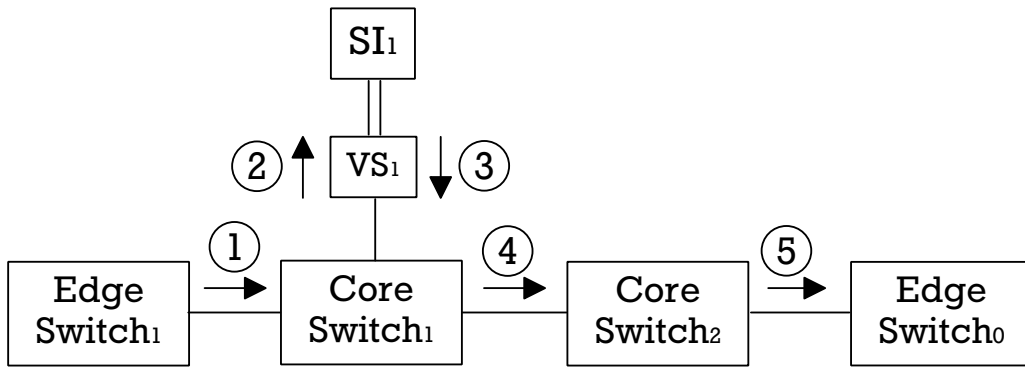 SI₁
② VS₁ ③
① ④ ⑤
Edge Core Core Edge
Switch₁ Switch₁ Switch₂ Switch₀